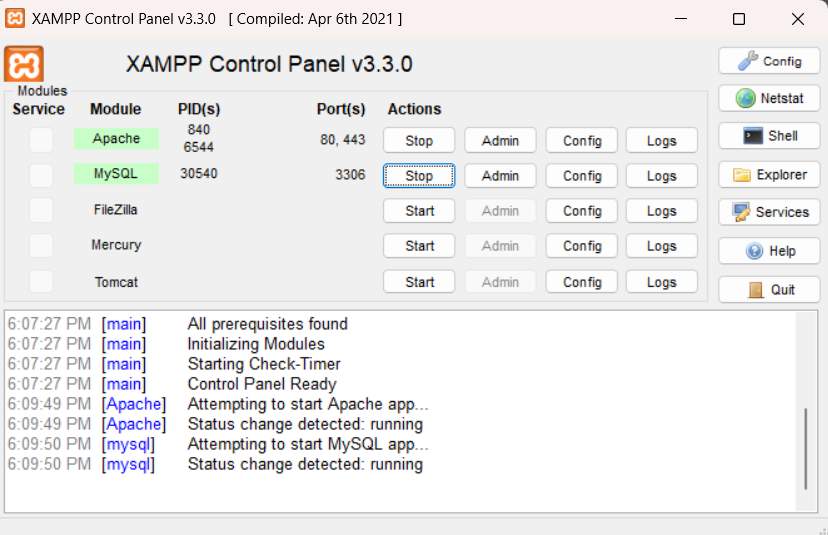 XAMPP Control Panel v3.3.0 [ Compiled: Apr 6th 2021 ]
XAMPP Control Panel v3.3.0
Config
Modules
Service Module PID(s) Port(s) Actions
Netstat
Apache 840 6544 80, 443 Stop Admin Config Logs
Shell
MySQL 30540 3306 Stop Admin Config Logs
Explorer
FileZilla Start Admin Config Logs
Services
Mercury Start Admin Config Logs
Help
Tomcat Start Admin Config Logs
Quit
6:07:27 PM [main] All prerequisites found
6:07:27 PM [main] Initializing Modules
6:07:27 PM [main] Starting Check-Timer
6:07:27 PM [main] Control Panel Ready
6:09:49 PM [Apache] Attempting to start Apache app...
6:09:49 PM [Apache] Status change detected: running
6:09:50 PM [mysql] Attempting to start MySQL app...
6:09:50 PM [mysql] Status change detected: running